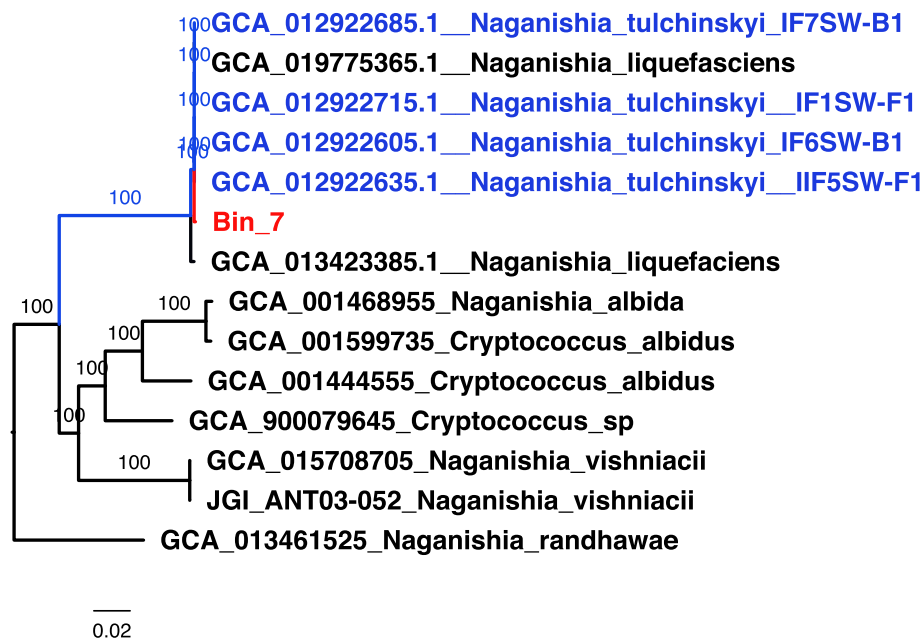 100 GCA_012922685.1__Naganishia_tulchinskyi_IF7SW-B1
100 GCA_019775365.1__Naganishia_liquefasciens
100 GCA_012922715.1__Naganishia_tulchinskyi__IF1SW-F1
100 GCA_012922605.1__Naganishia_tulchinskyi_IF6SW-B1
100
GCA_012922635.1__Naganishia_tulchinskyi__IIF5SW-F1
100
Bin_7
GCA_013423385.1__Naganishia_liquefaciens
100 100 GCA_001468955_Naganishia_albida
100 GCA_001599735_Cryptococcus_albidus
100 GCA_001444555_Cryptococcus_albidus
100 GCA_900079645_Cryptococcus_sp
100 GCA_015708705_Naganishia_vishniacii
JGI_ANT03-052_Naganishia_vishniacii
GCA_013461525_Naganishia_randhawae
0.02